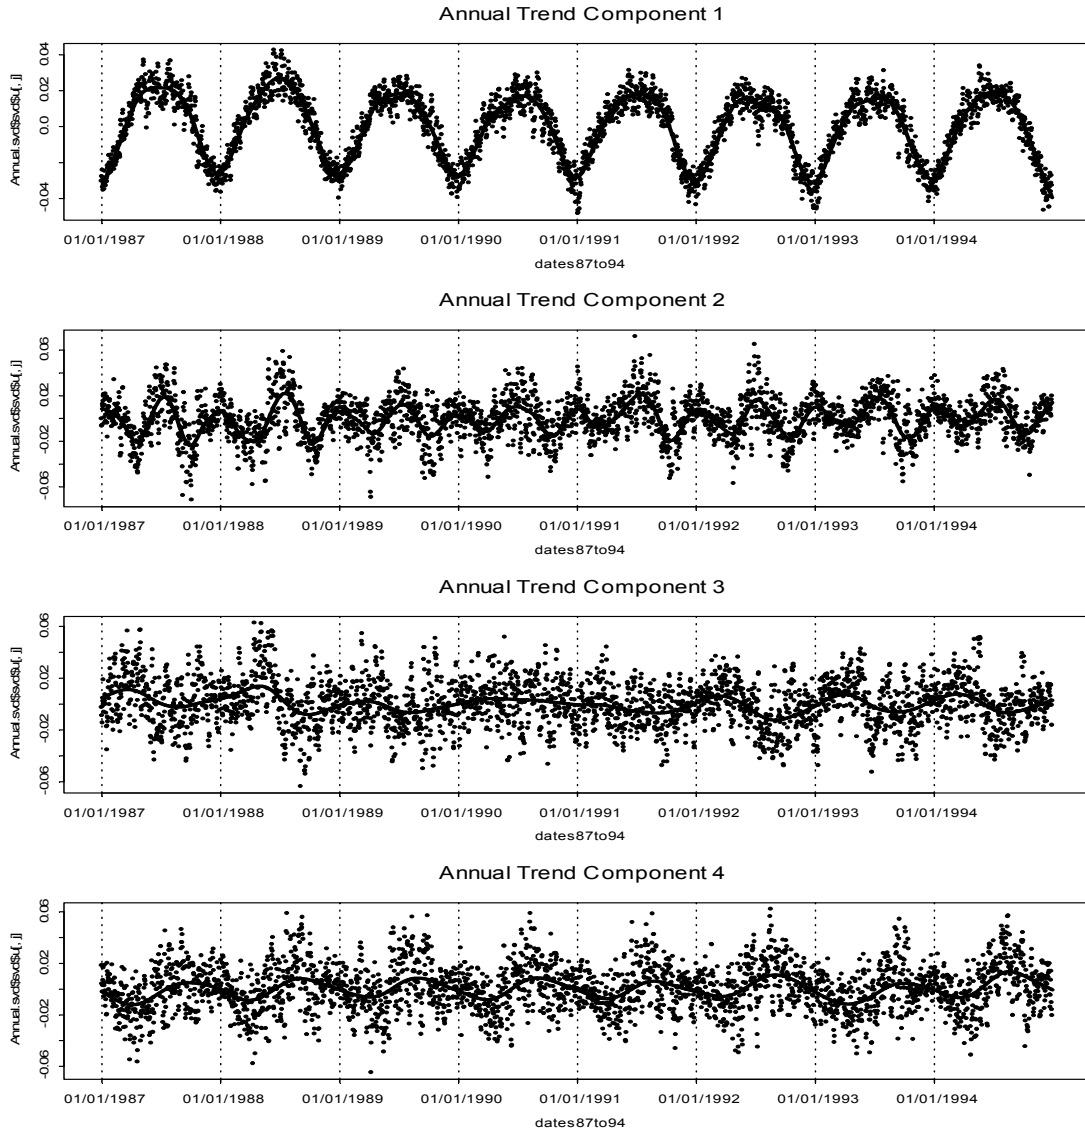 Annual Trend Component 1
Annual.svd$svd$u[, j]
0.04
0.02
0.0
-0.04
01/01/1987 01/01/1988 01/01/1989 01/01/1990 01/01/1991 01/01/1992 01/01/1993 01/01/1994
dates87to94
Annual Trend Component 2
Annual.svd$svd$u[, j]
0.06
0.02
-0.02
-0.06
01/01/1987 01/01/1988 01/01/1989 01/01/1990 01/01/1991 01/01/1992 01/01/1993 01/01/1994
dates87to94
Annual Trend Component 3
Annual.svd$svd$u[, j]
0.06
0.02
-0.02
-0.06
01/01/1987 01/01/1988 01/01/1989 01/01/1990 01/01/1991 01/01/1992 01/01/1993 01/01/1994
dates87to94
Annual Trend Component 4
Annual.svd$svd$u[, j]
0.06
0.02
-0.02
-0.06
01/01/1987 01/01/1988 01/01/1989 01/01/1990 01/01/1991 01/01/1992 01/01/1993 01/01/1994
dates87to94